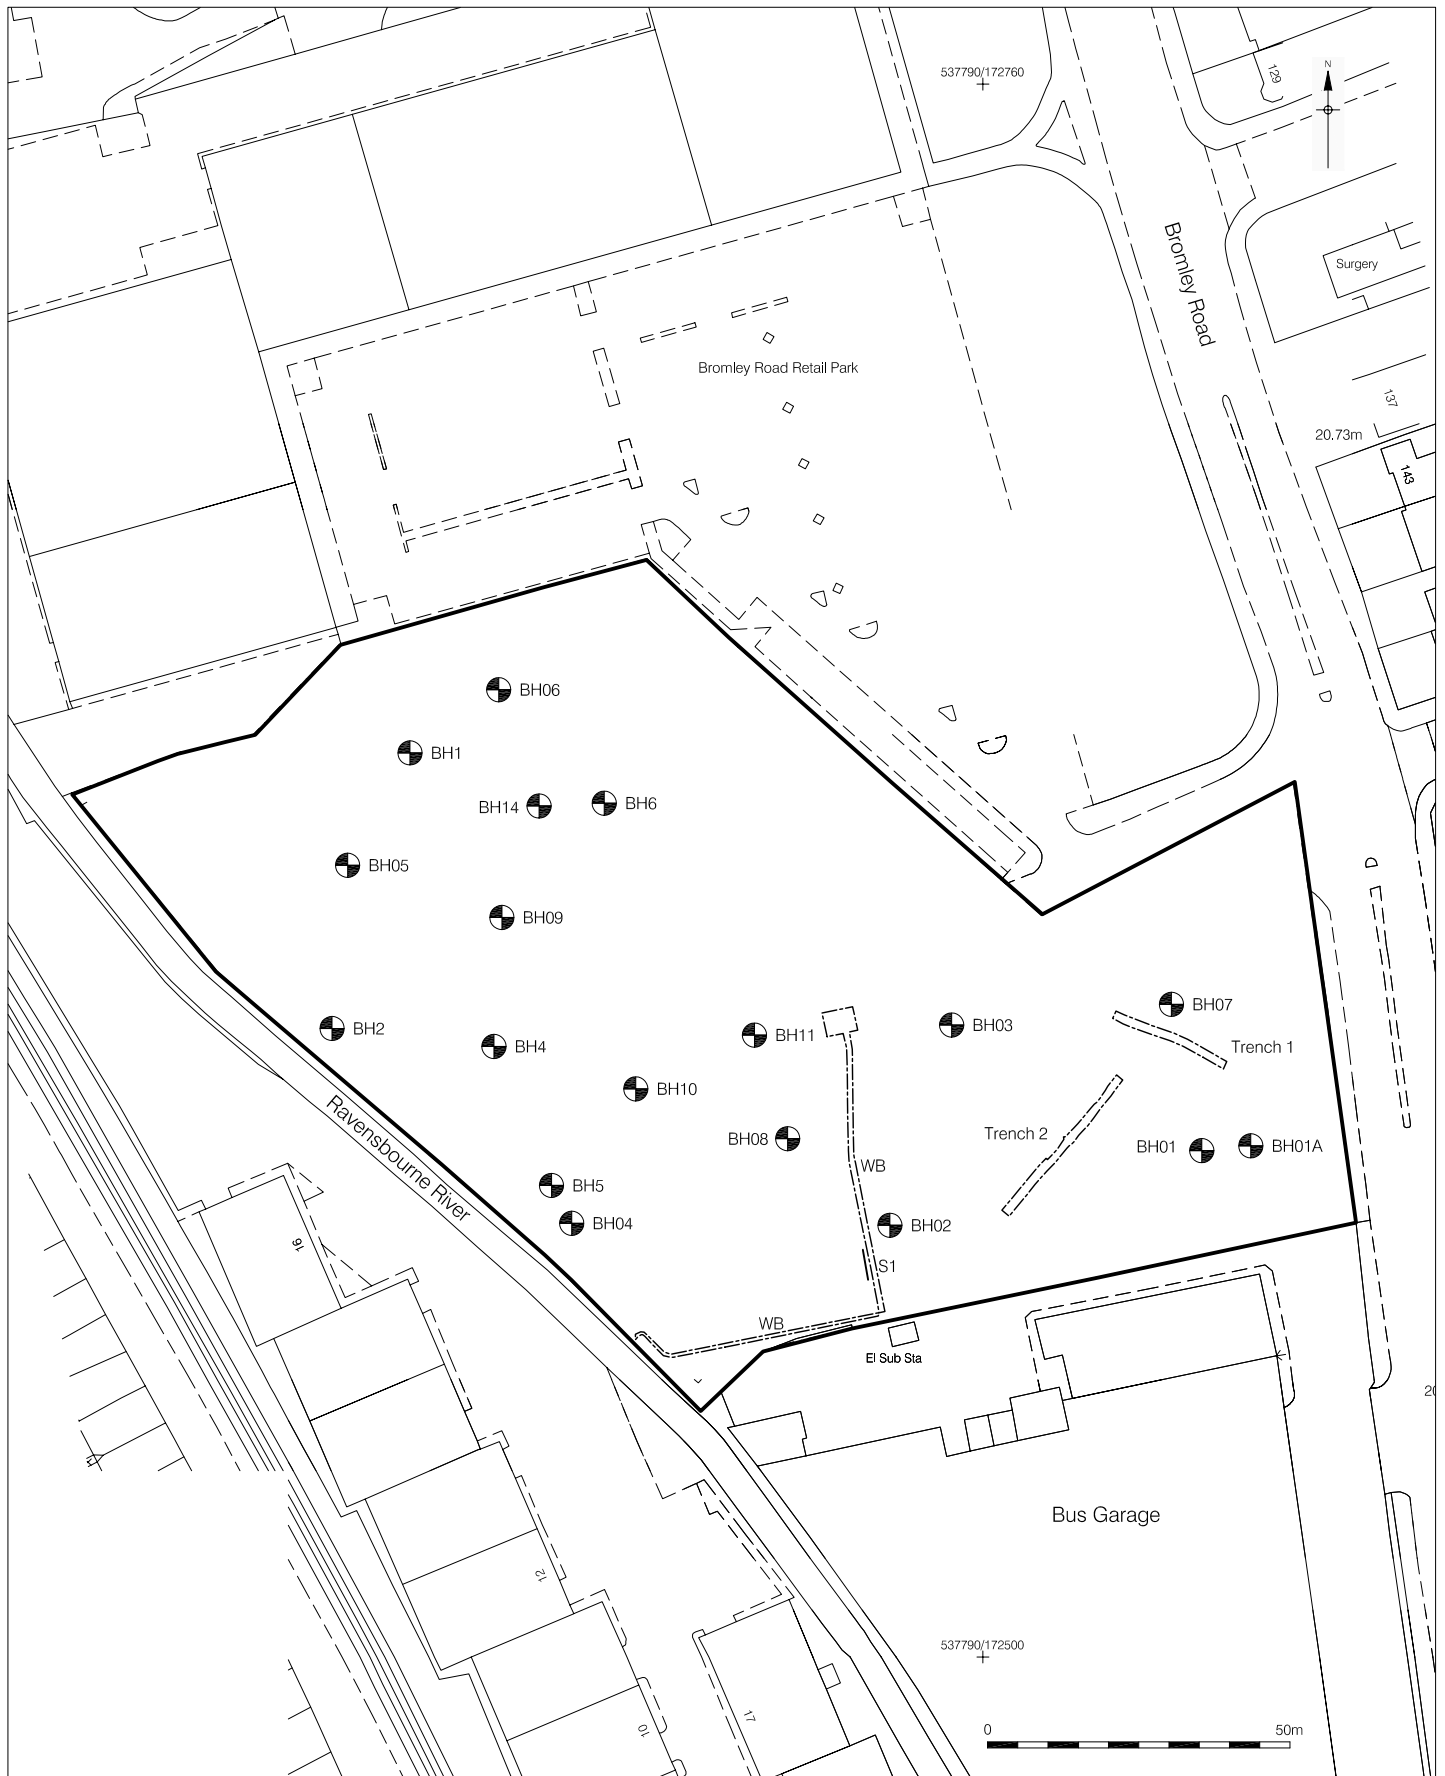 537790/172760
129
N
Bromley Road
Surgery
Bromley Road Retail Park
137
20.73m
143
BH06
BH1
BH14
BH6
BH05
BH09
BH07
BH2
BH03
BH11
BH4
Trench 1
BH10
Trench 2
BH08
BH01
BH01A
Ravensbourne River
WB
BH5
BH04
BH02
16
S1
WB
El Sub Sta
20
Bus Garage
12
537790/172500
17
10
0 50m